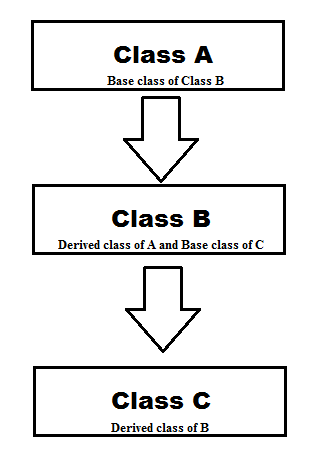 Class A
Base class of Class B
Class B
Derived class of A and Base class of C
Class C
Derived class of B